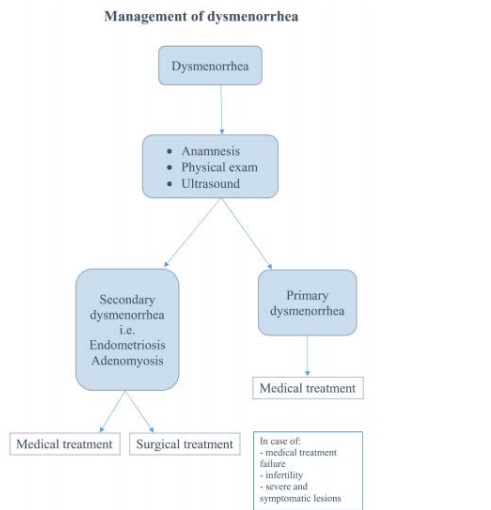 Management of dysmenorrhea
Dysmenorrhea
• Anamnesis
• Physical exam
• Ultrasound
Secondary
dysmenorrhea
i.e.
Endometriosis
Adenomyosis
Primary
dysmenorrhea
Medical treatment
Medical treatment
Surgical treatment
In case of:
- medical treatment
failure
- infertility
- severe and
symptomatic lesions